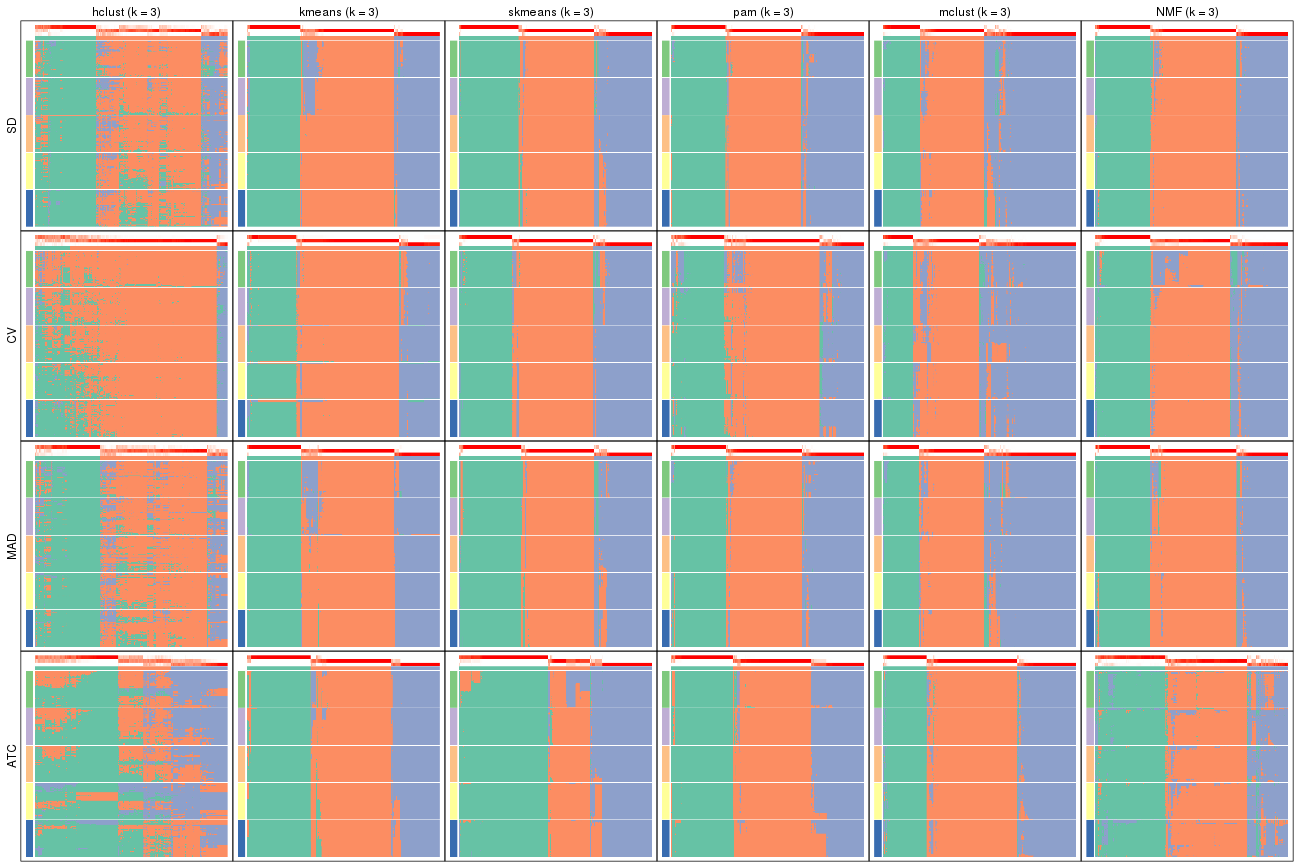 hclust (k = 3)
kmeans (k = 3)
skmeans (k = 3)
pam (k = 3)
mclust (k = 3)
NMF (k = 3)
SD
CV
MAD
ATC